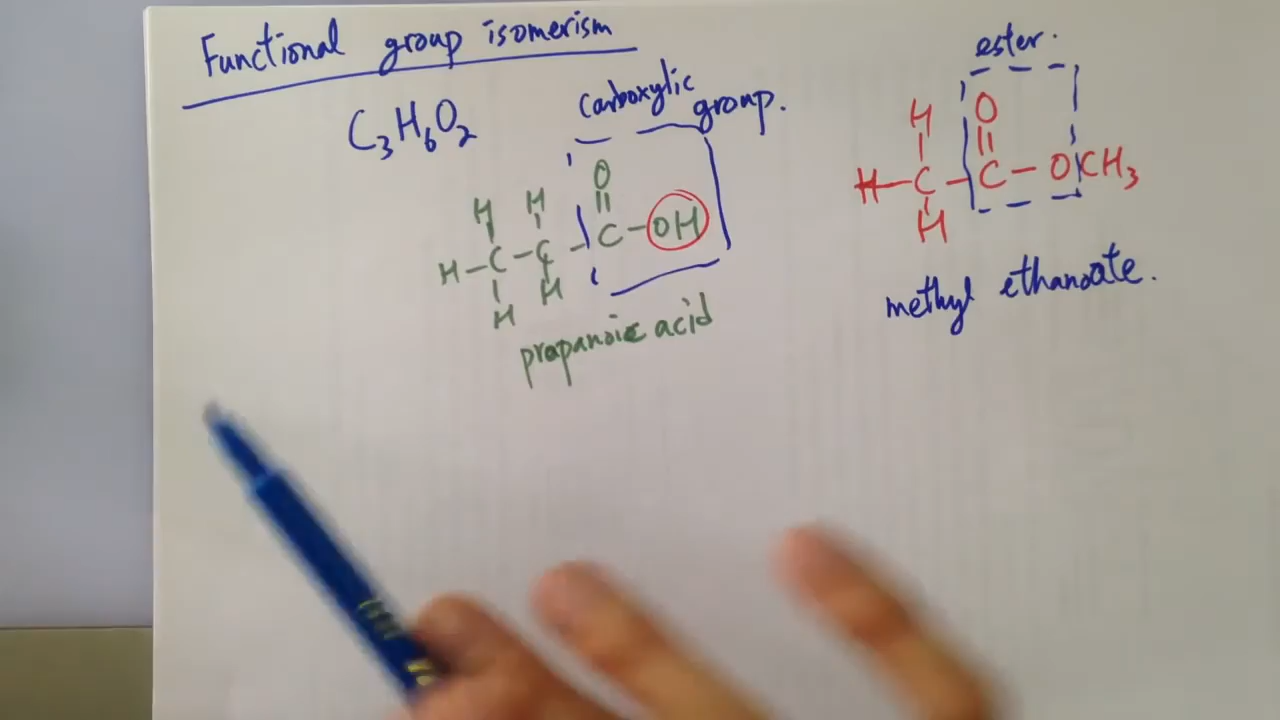 Functional group isomerism
C₃H₆O₂
carboxylic
group.
O
H H ||
H-C-C-C-OH
H H
propanoic acid
ester.
H O
| ||
H-C-C-OCH₃
H
methyl ethanoate.